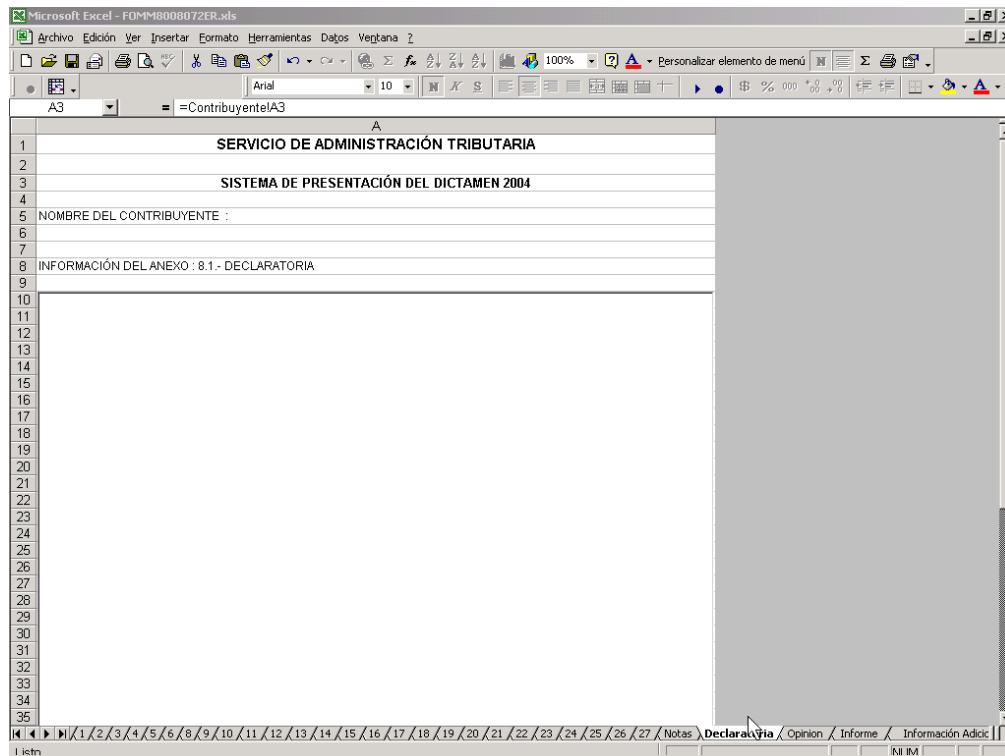 Microsoft Excel - FOMM8008072ER.xls
Archivo Edición Ver Insertar Formato Herramientas Datos Ventana ?
100% Personalizar elemento de menú N Σ
Arial 10 N K S $ % 000
A3 = =Contribuyente!A3
A
1 SERVICIO DE ADMINISTRACIÓN TRIBUTARIA
2
3 SISTEMA DE PRESENTACIÓN DEL DICTAMEN 2004
4
5 NOMBRE DEL CONTRIBUYENTE :
6
7
8 INFORMACIÓN DEL ANEXO : 8.1.- DECLARATORIA
9
10
11
12
13
14
15
16
17
18
19
20
21
22
23
24
25
26
27
28
29
30
31
32
33
34
35
1 2 3 4 5 6 7 8 9 10 11 12 13 14 15 16 17 18 19 20 21 22 23 24 25 26 27 Notas Declaratoria Opinion Informe Información Adicic
Listo NUM